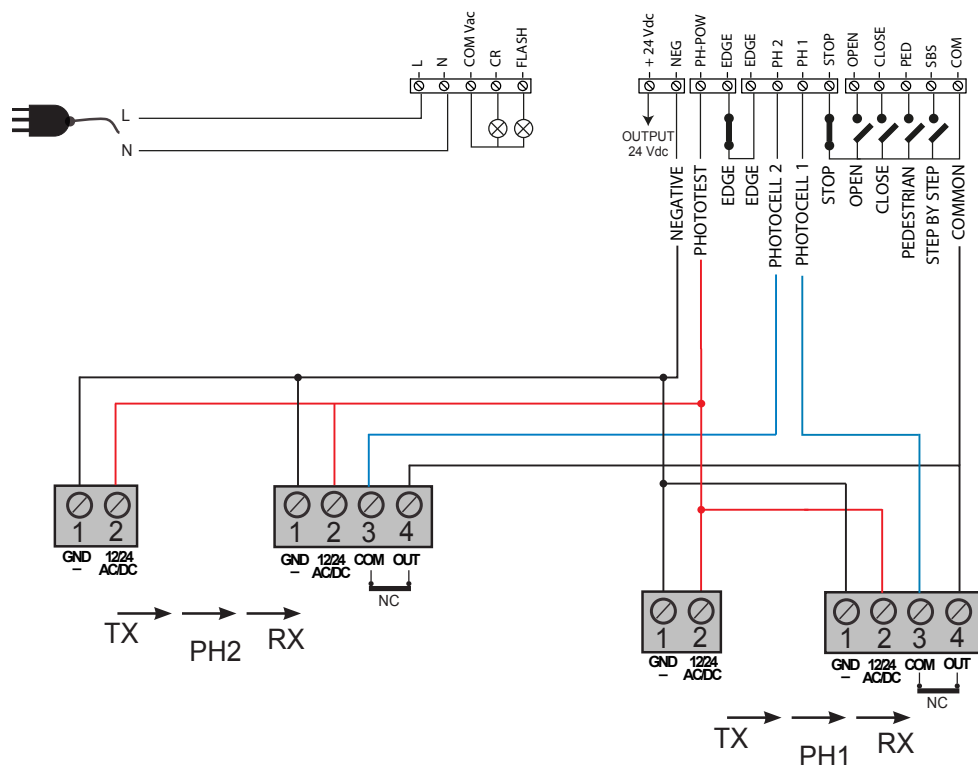 L N COM Vac CR FLASH
+ 24 Vdc NEG PH-POW EDGE EDGE PH 2 PH 1 STOP OPEN CLOSE PED SBS COM
L
N
OUTPUT
24 Vdc
NEGATIVE PHOTOTEST EDGE EDGE PHOTOCELL 2 PHOTOCELL 1 STOP OPEN CLOSE PEDESTRIAN STEP BY STEP COMMON
1 2
GND 12/24
– AC/DC
1 2 3 4
GND 12/24 COM OUT
– AC/DC
NC
TX RX
PH2
1 2
GND 12/24
– AC/DC
1 2 3 4
GND 12/24 COM OUT
– AC/DC
NC
TX RX
PH1